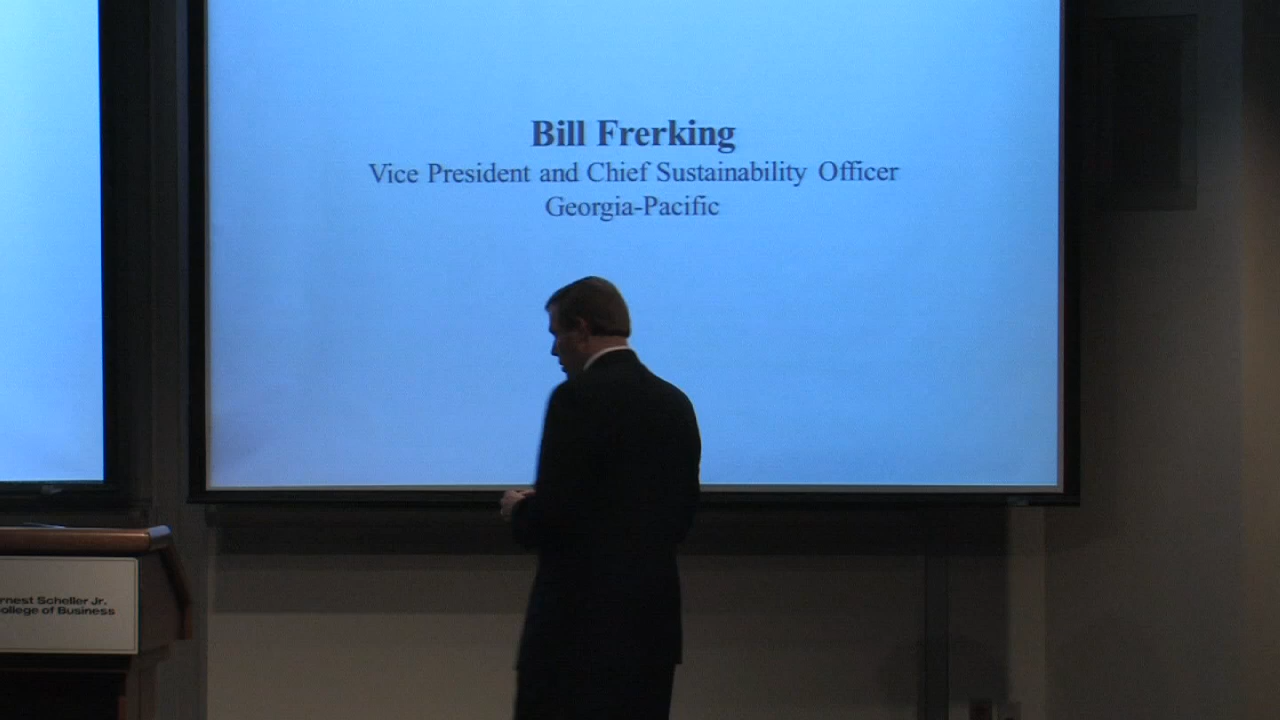 Bill Frerking
Vice President and Chief Sustainability Officer
Georgia-Pacific
rnest Scheller Jr.
ollege of Business